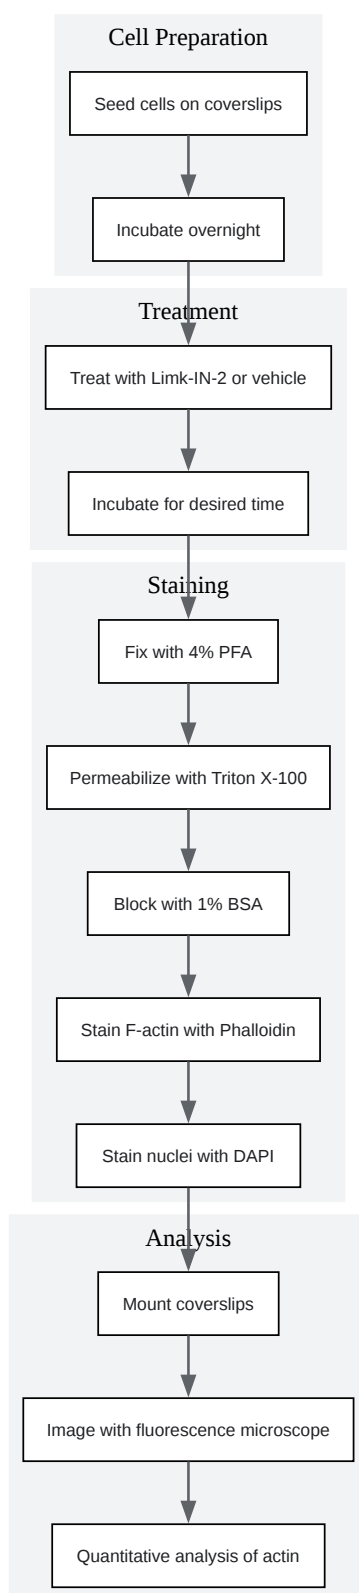 Cell Preparation
Seed cells on coverslips
Incubate overnight
Treatment
Treat with Limk-IN-2 or vehicle
Incubate for desired time
Staining
Fix with 4% PFA
Permeabilize with Triton X-100
Block with 1% BSA
Stain F-actin with Phalloidin
Stain nuclei with DAPI
Analysis
Mount coverslips
Image with fluorescence microscope
Quantitative analysis of actin